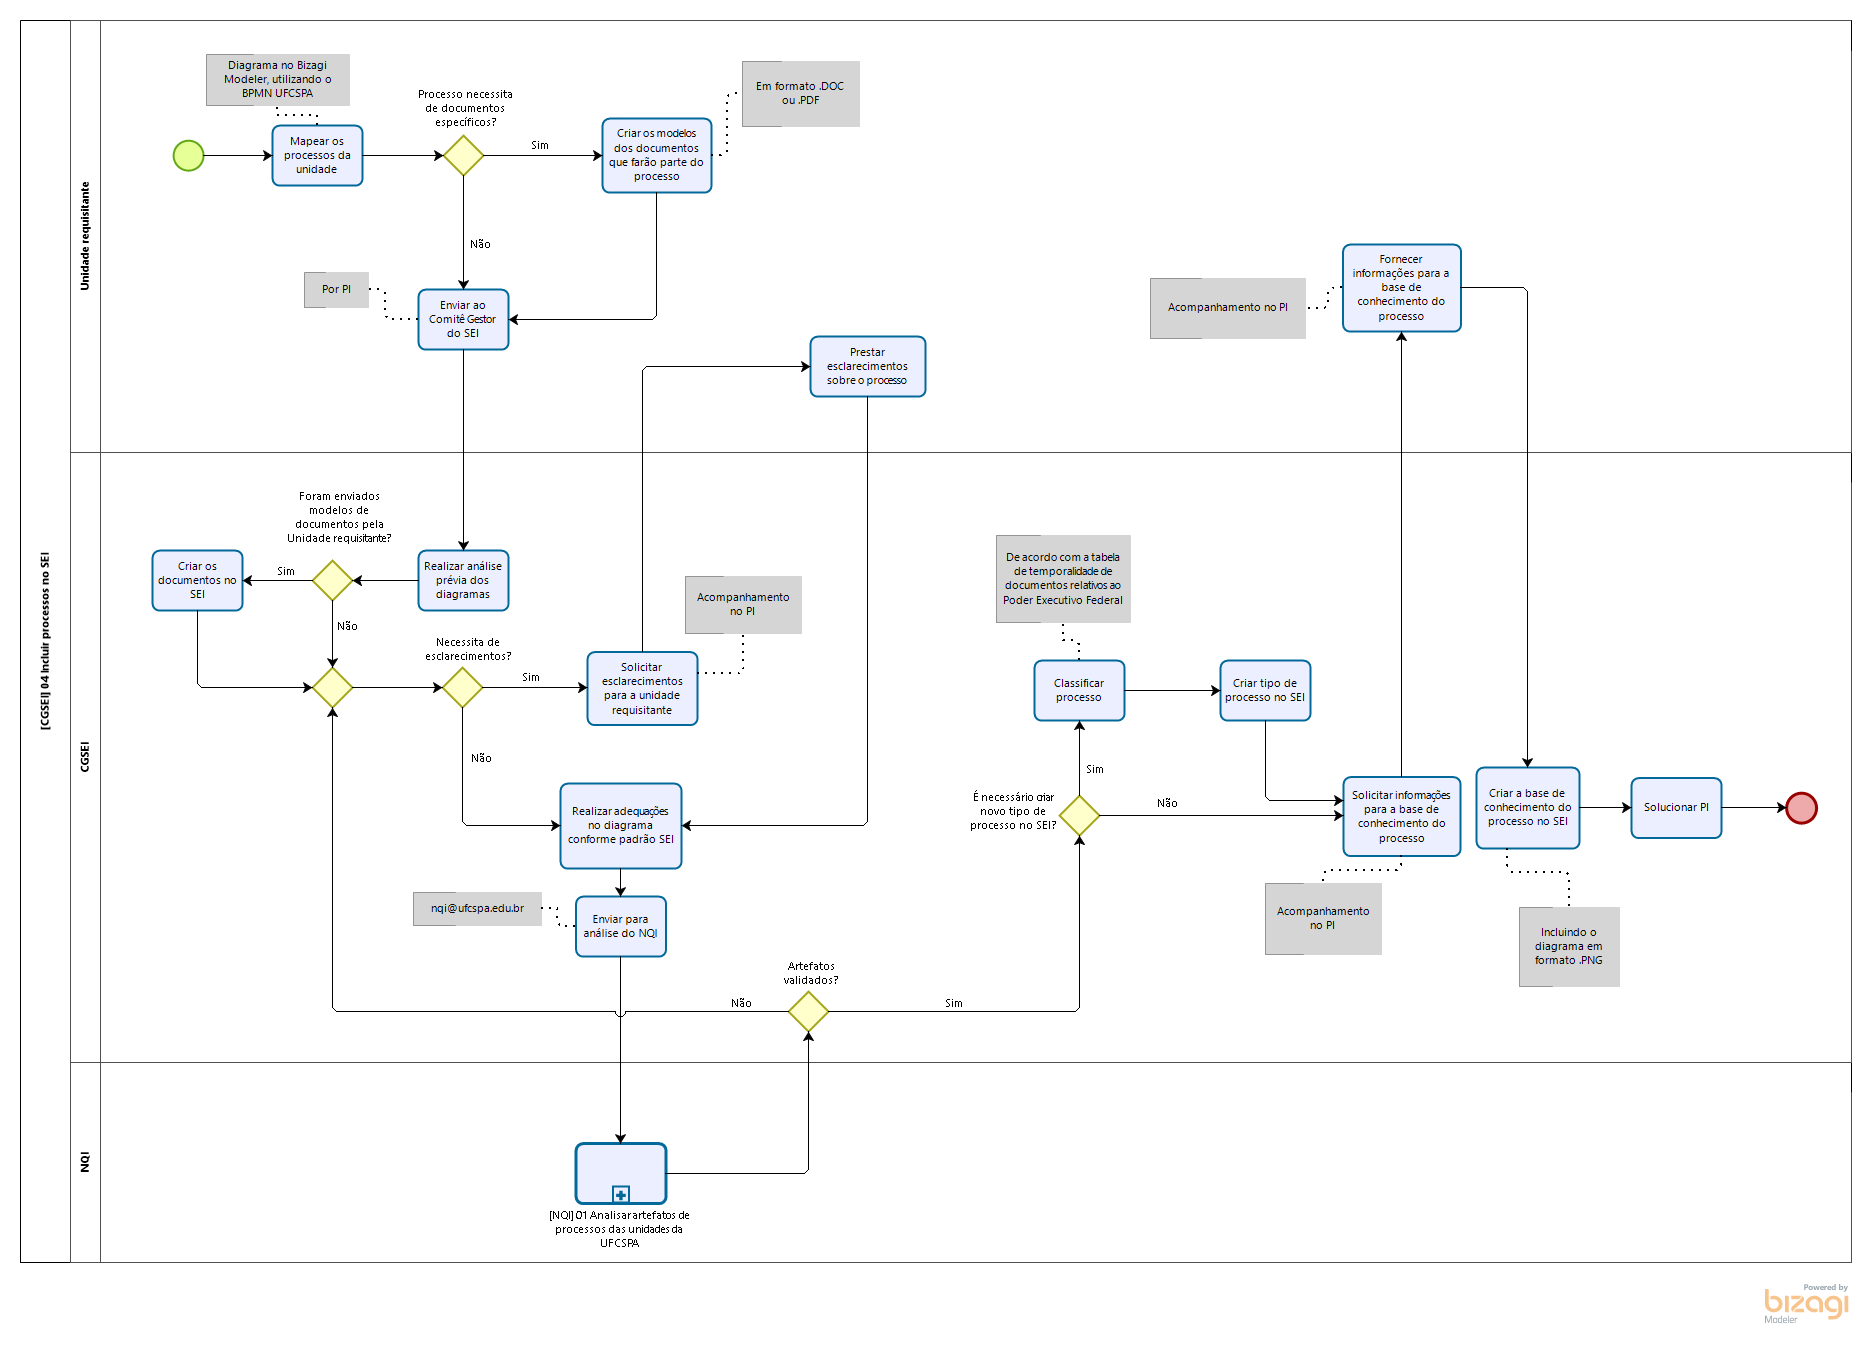 [CGSEI] 04 Incluir processos no SEI
Unidade requisitante
Diagrama no Bizagi
Modeler, utilizando o
BPMN UFCSPA
Mapear os
processos da
unidade
Processo necessita
de documentos
específicos?
Sim
Não
Criar os modelos
dos documentos
que farão parte do
processo
Em formato .DOC
ou .PDF
Por PI
Enviar ao
Comitê Gestor
do SEI
Prestar
esclarecimentos
sobre o processo
Acompanhamento no PI
Fornecer
informações para a
base de
conhecimento do
processo
CGSEI
Foram enviados
modelos de
documentos pela
Unidade requisitante?
Criar os
documentos no
SEI
Sim
Não
Realizar análise
prévia dos
diagramas
Necessita de
esclarecimentos?
Sim
Não
Solicitar
esclarecimentos
para a unidade
requisitante
Acompanhamento
no PI
Realizar adequações
no diagrama
conforme padrão SEI
nqi@ufcspa.edu.br
Enviar para
análise do NQI
Artefatos
validados?
Não
Sim
De acordo com a tabela
de temporalidade de
documentos relativos ao
Poder Executivo Federal
Classificar
processo
Criar tipo de
processo no SEI
Sim
É necessário criar
novo tipo de
processo no SEI?
Não
Solicitar informações
para a base de
conhecimento do
processo
Acompanhamento
no PI
Criar a base de
conhecimento do
processo no SEI
Solucionar PI
Incluindo o
diagrama em
formato .PNG
NQI
[NQI] 01 Analisar artefatos de
processos das unidades da
UFCSPA
Powered by
bizagi
Modeler